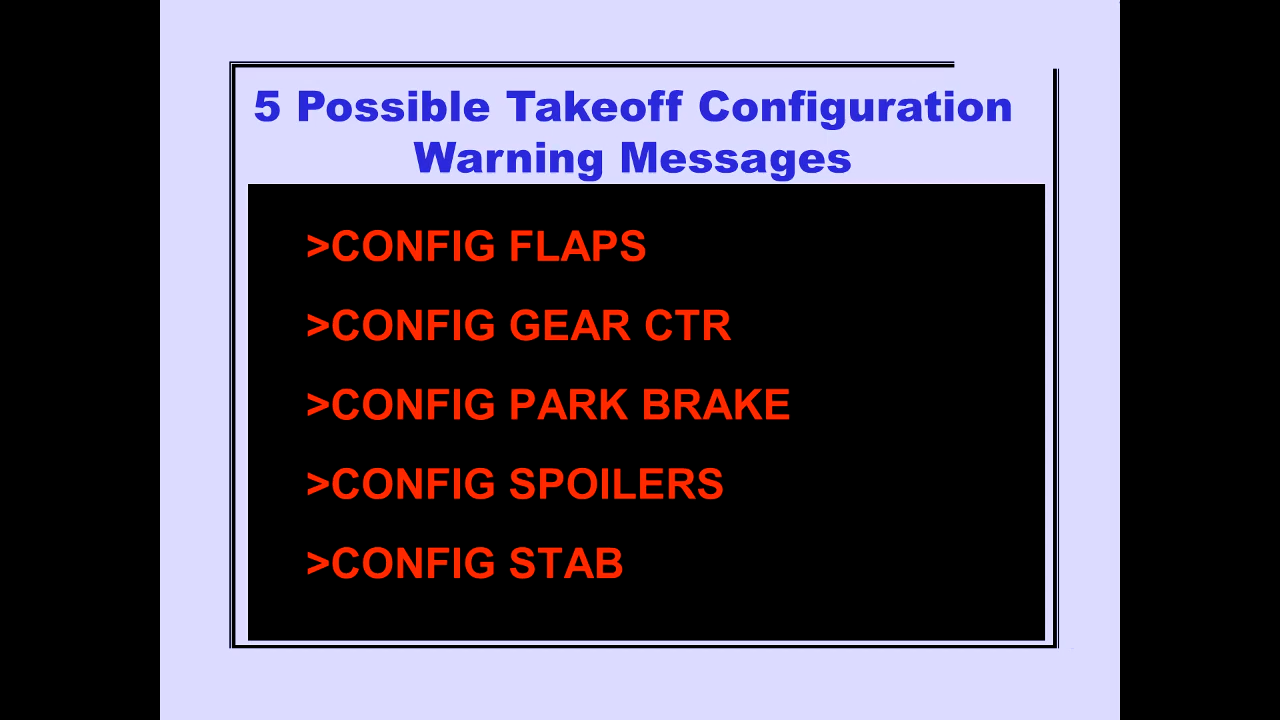 5 Possible Takeoff Configuration
Warning Messages
>CONFIG FLAPS
>CONFIG GEAR CTR
>CONFIG PARK BRAKE
>CONFIG SPOILERS
>CONFIG STAB